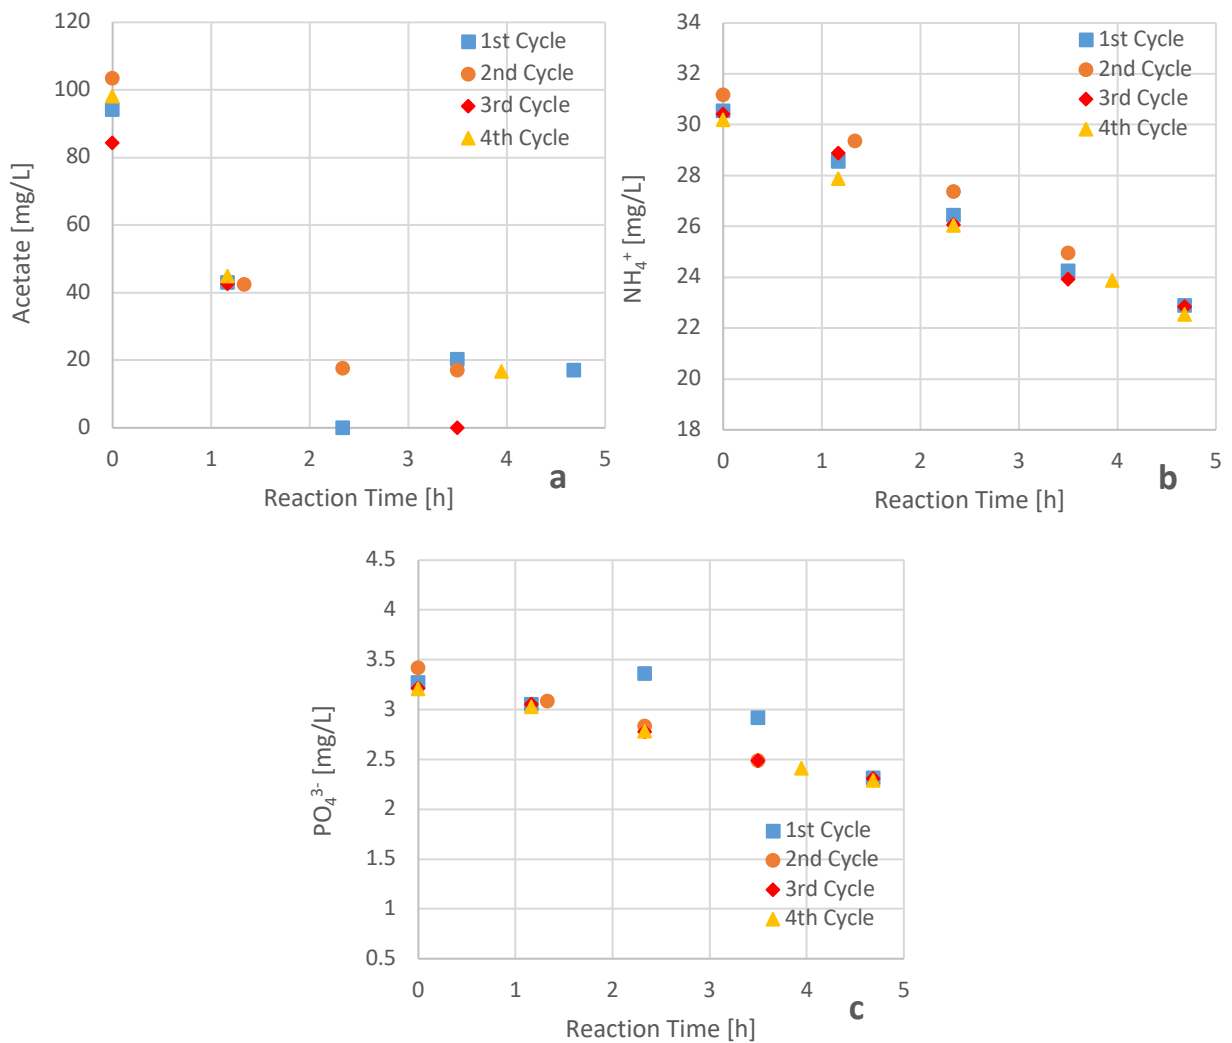 120
100
80
60
40
20
0
Acetate [mg/L]
1st Cycle
2nd Cycle
3rd Cycle
4th Cycle
0 1 2 3 4 5
Reaction Time [h]
a
34
32
30
28
26
24
22
20
18
NH₄⁺ [mg/L]
1st Cycle
2nd Cycle
3rd Cycle
4th Cycle
0 1 2 3 4 5
Reaction Time [h]
b
4.5
4
3.5
3
2.5
2
1.5
1
0.5
PO₄³⁻ [mg/L]
1st Cycle
2nd Cycle
3rd Cycle
4th Cycle
0 1 2 3 4 5
Reaction Time [h]
c